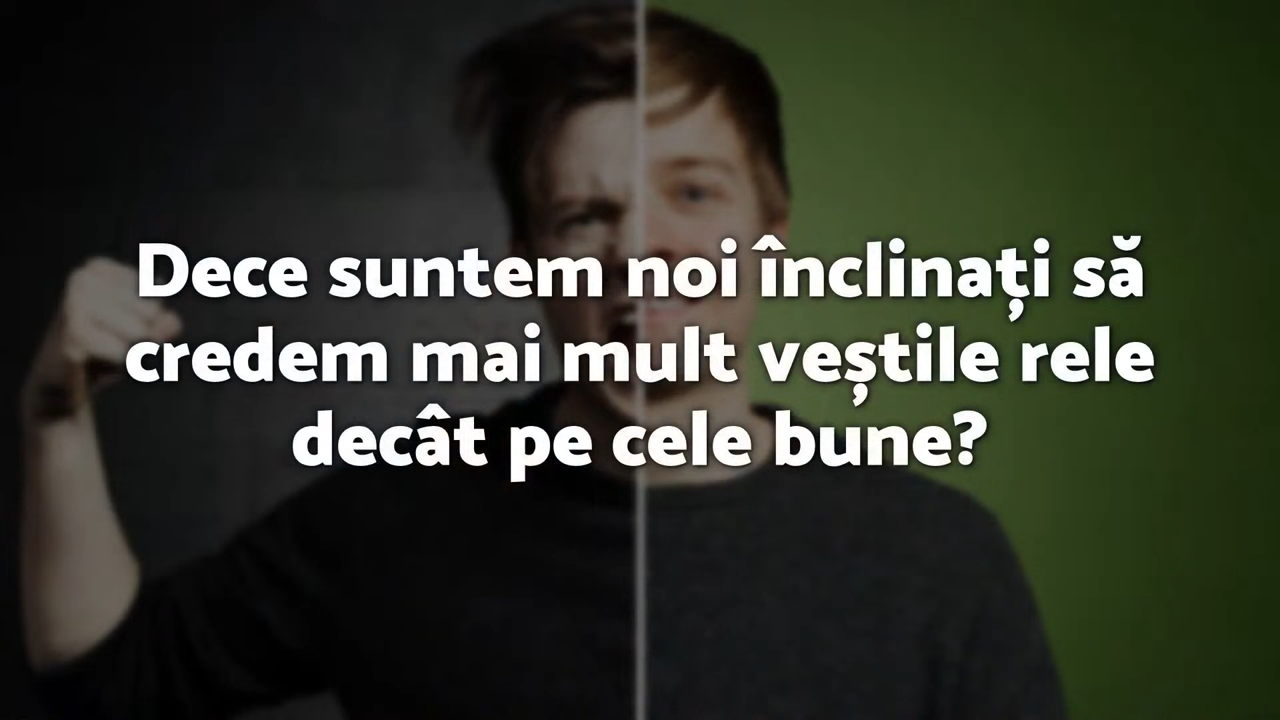 Dece suntem noi înclinați să
credem mai mult veștile rele
decât pe cele bune?